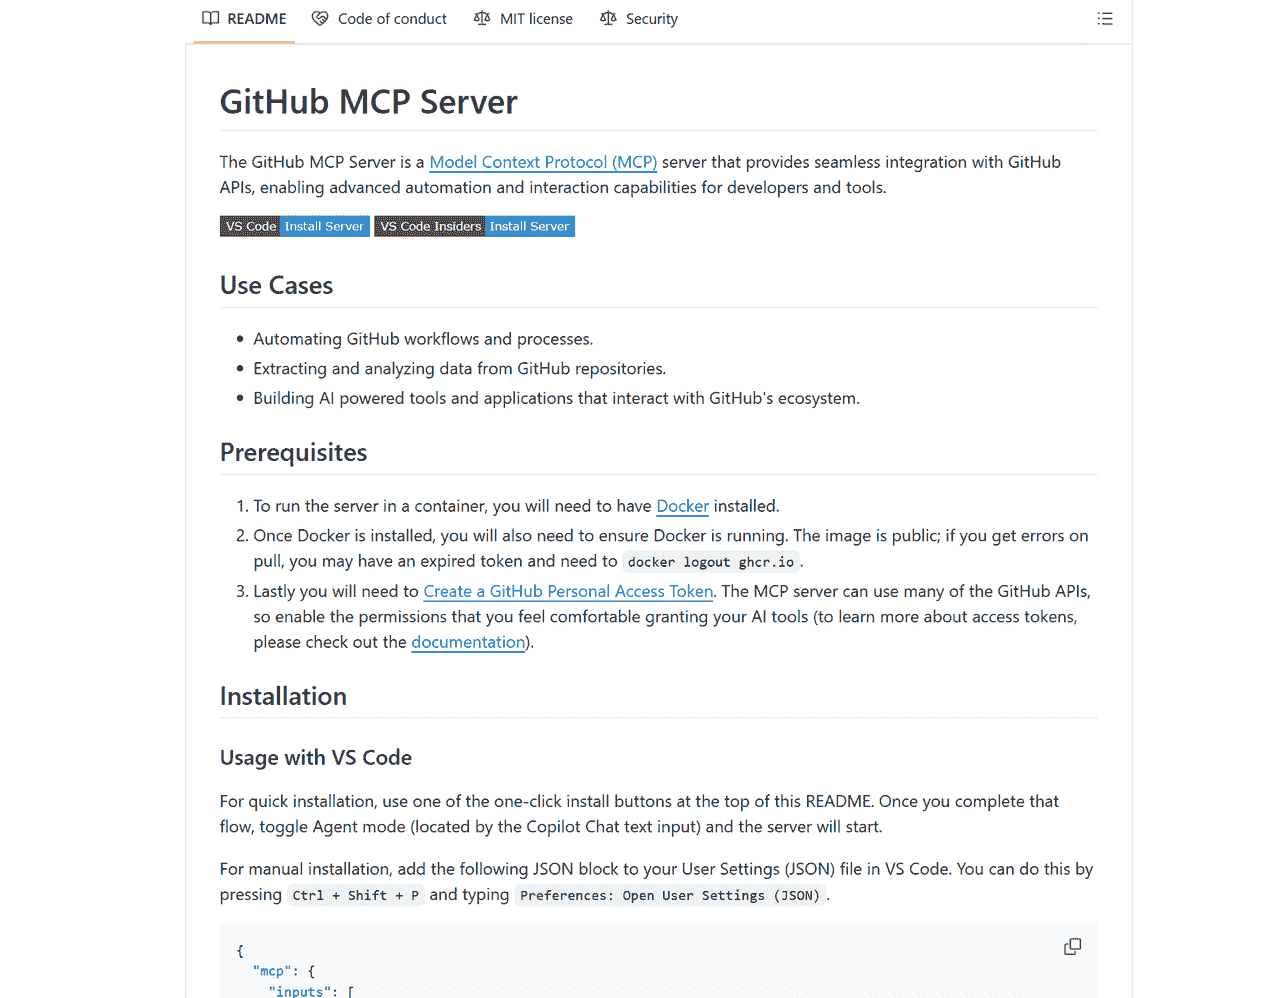 README Code of conduct MIT license Security
GitHub MCP Server
The GitHub MCP Server is a Model Context Protocol (MCP) server that provides seamless integration with GitHub
APIs, enabling advanced automation and interaction capabilities for developers and tools.
VS Code Install Server VS Code Insiders Install Server
Use Cases
• Automating GitHub workflows and processes.
• Extracting and analyzing data from GitHub repositories.
• Building AI powered tools and applications that interact with GitHub's ecosystem.
Prerequisites
1. To run the server in a container, you will need to have Docker installed.
2. Once Docker is installed, you will also need to ensure Docker is running. The image is public; if you get errors on
pull, you may have an expired token and need to docker logout ghcr.io.
3. Lastly you will need to Create a GitHub Personal Access Token. The MCP server can use many of the GitHub APIs,
so enable the permissions that you feel comfortable granting your AI tools (to learn more about access tokens,
please check out the documentation).
Installation
Usage with VS Code
For quick installation, use one of the one-click install buttons at the top of this README. Once you complete that
flow, toggle Agent mode (located by the Copilot Chat text input) and the server will start.
For manual installation, add the following JSON block to your User Settings (JSON) file in VS Code. You can do this by
pressing Ctrl + Shift + P and typing Preferences: Open User Settings (JSON).
{
"mcp": {
"inputs": [